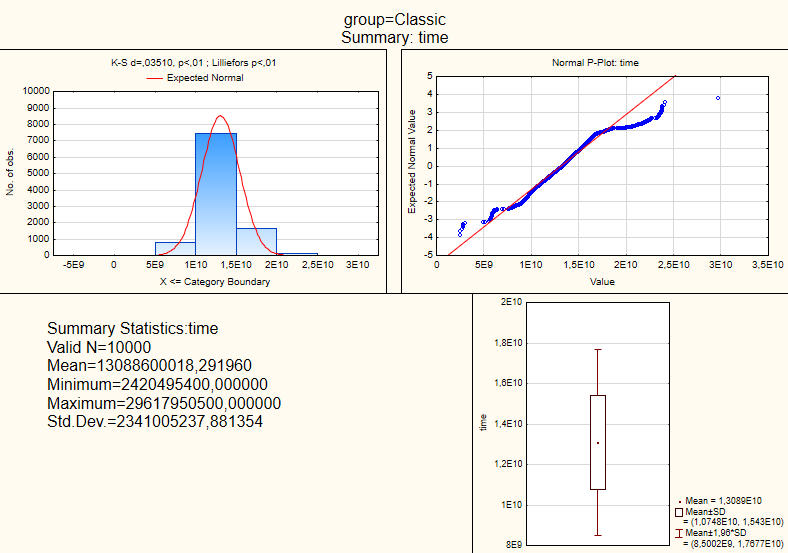 group=Classic
Summary: time
K-S d=,03510, p<,01 ; Lilliefors p<,01
Expected Normal
10000
9000
8000
7000
6000
5000
4000
3000
2000
1000
0
No. of obs.
-5E9 0 5E9 1E10 1,5E10 2E10 2,5E10 3E10
X <= Category Boundary
Normal P-Plot: time
5
4
3
2
1
0
-1
-2
-3
-4
-5
Expected Normal Value
0 5E9 1E10 1,5E10 2E10 2,5E10 3E10 3,5E10
Value
Summary Statistics:time
Valid N=10000
Mean=13088600018,291960
Minimum=2420495400,000000
Maximum=29617950500,000000
Std.Dev.=2341005237,881354
2E10
1,8E10
1,6E10
1,4E10
1,2E10
1E10
8E9
time
Mean = 1,3089E10
Mean±SD
= (1,0748E10, 1,543E10)
Mean±1,96*SD
= (8,5002E9, 1,7677E10)